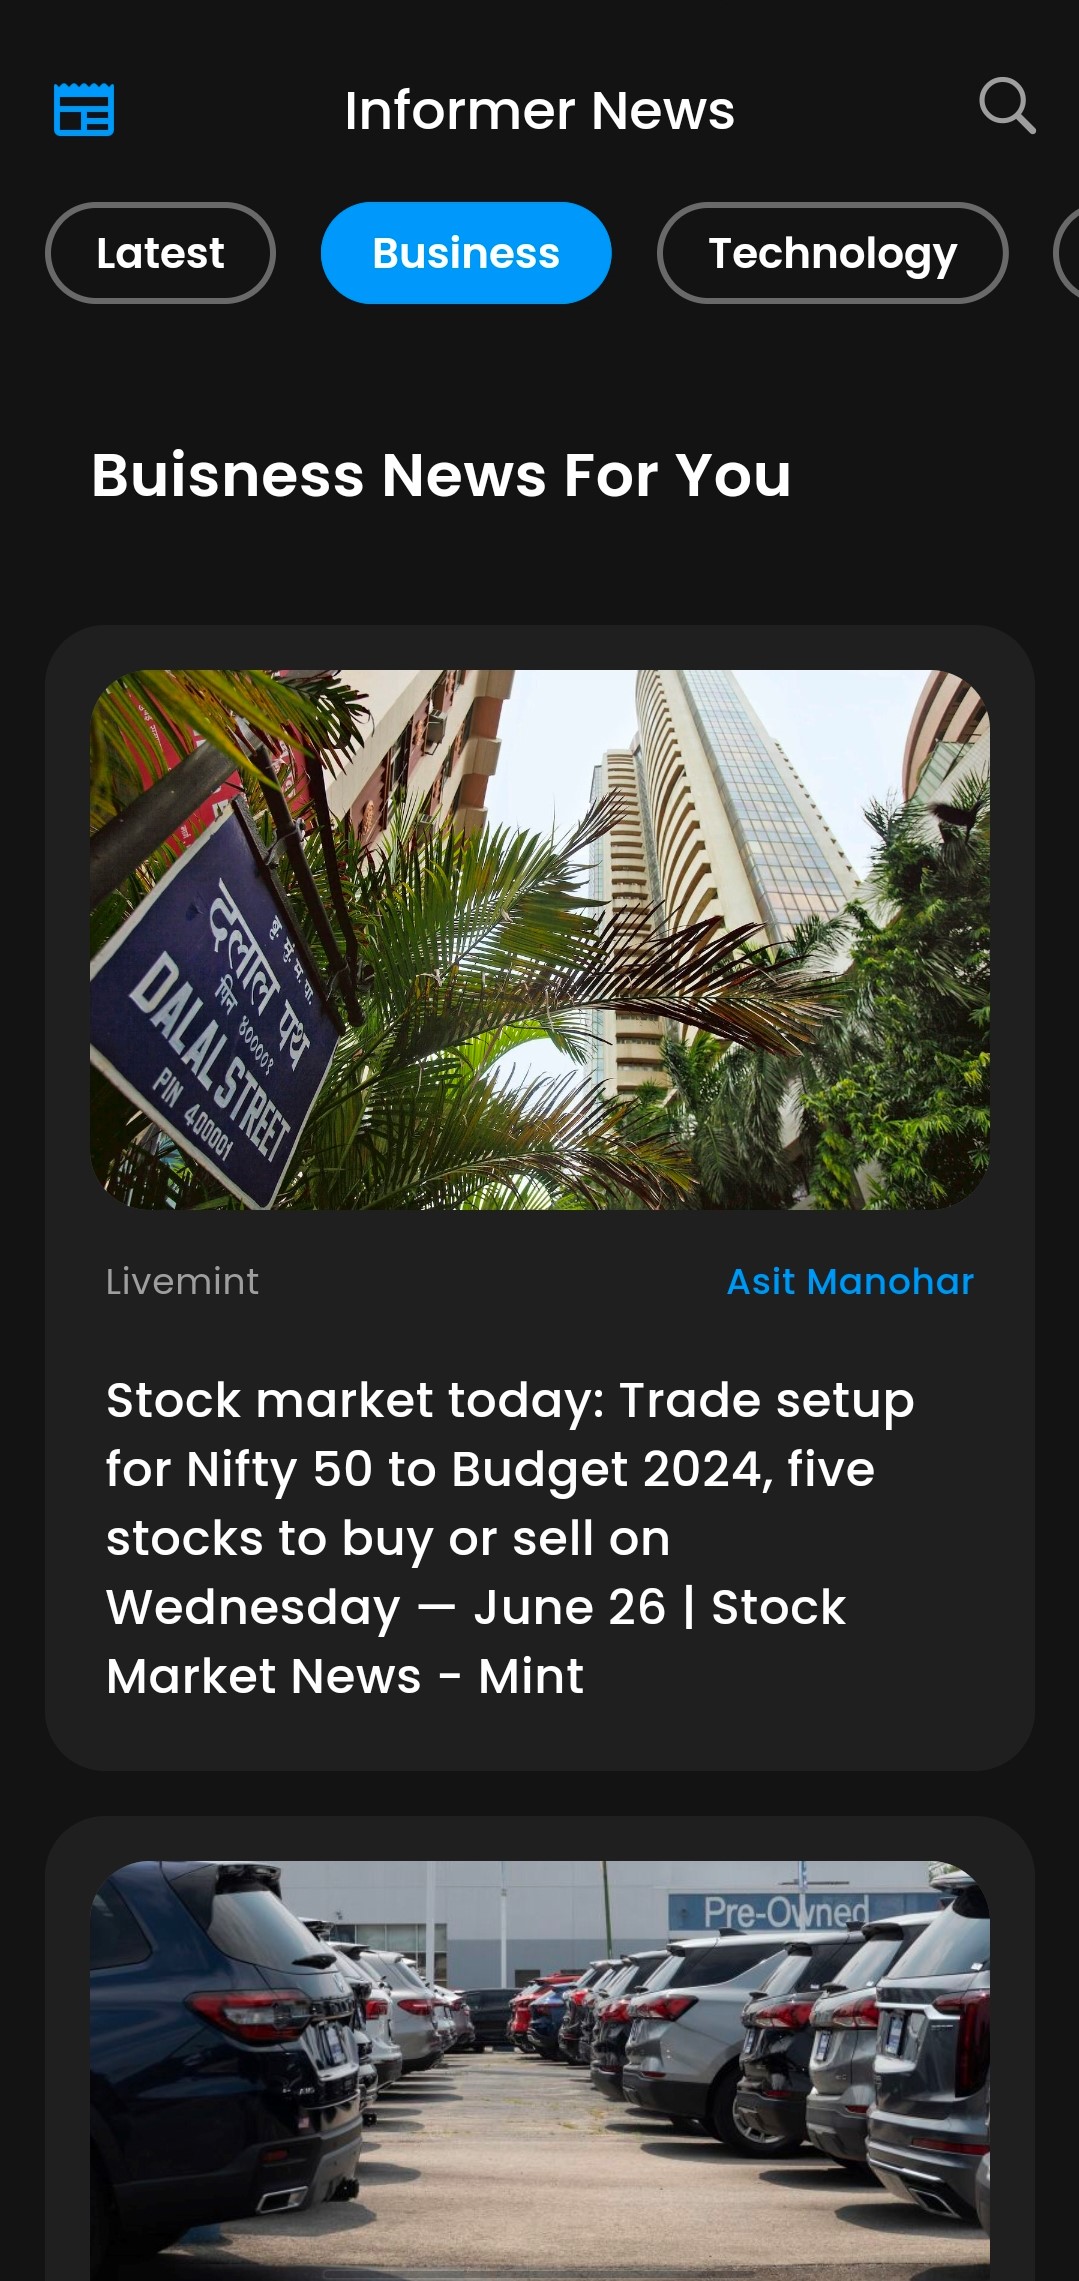 Informer News
Latest
Business
Technology
Buisness News For You
बृ. मुं. म. पा.
दलाल पथ
पिन ४००००१
DALAL STREET
PIN 400001
Livemint
Asit Manohar
Stock market today: Trade setup
for Nifty 50 to Budget 2024, five
stocks to buy or sell on
Wednesday — June 26 | Stock
Market News - Mint
Pre-Owned